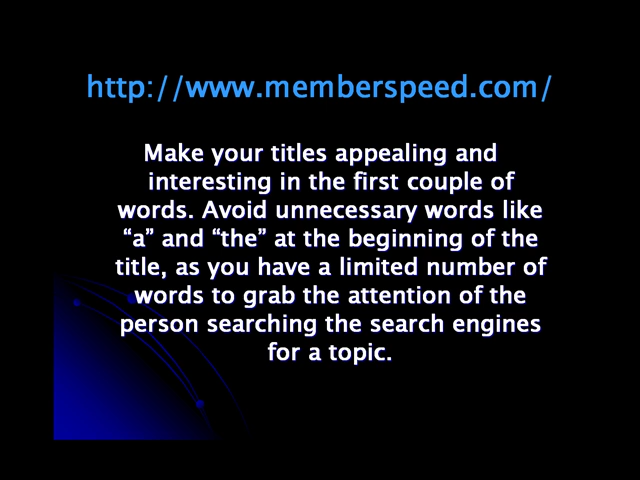 http://www.memberspeed.com/
Make your titles appealing and
interesting in the first couple of
words. Avoid unnecessary words like
“a” and “the” at the beginning of the
title, as you have a limited number of
words to grab the attention of the
person searching the search engines
for a topic.